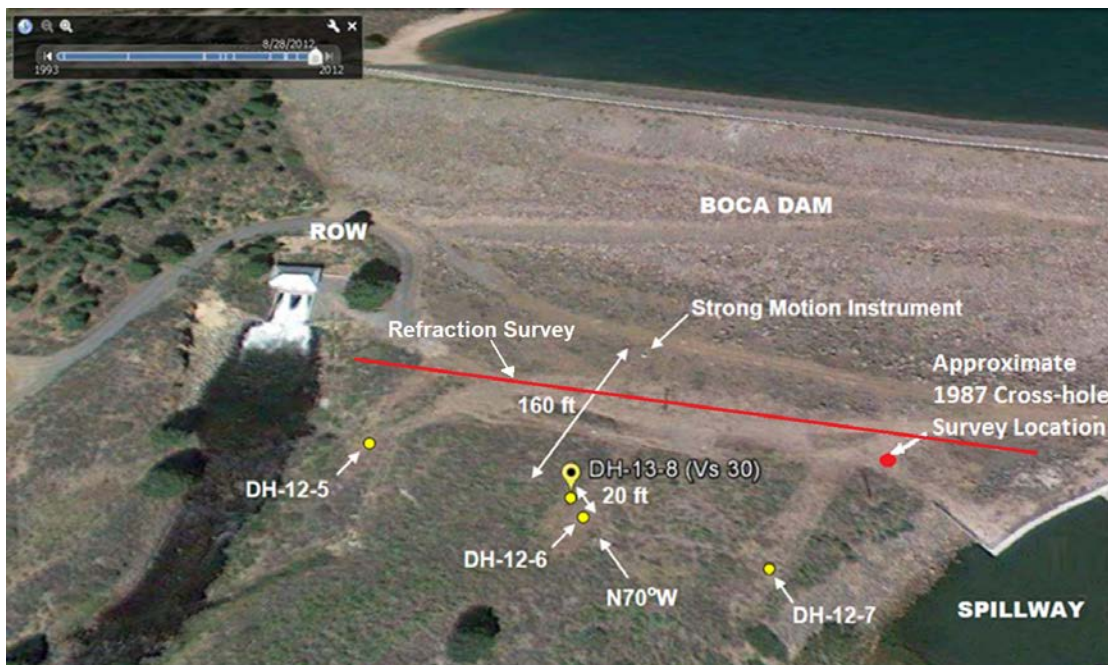 8/28/2012
1993
2012
BOCA DAM
ROW
Strong Motion Instrument
Refraction Survey
Approximate
1987 Cross-hole
Survey Location
160 ft
DH-13-8 (Vs 30)
20 ft
DH-12-5
DH-12-6
N70°W
DH-12-7
SPILLWAY